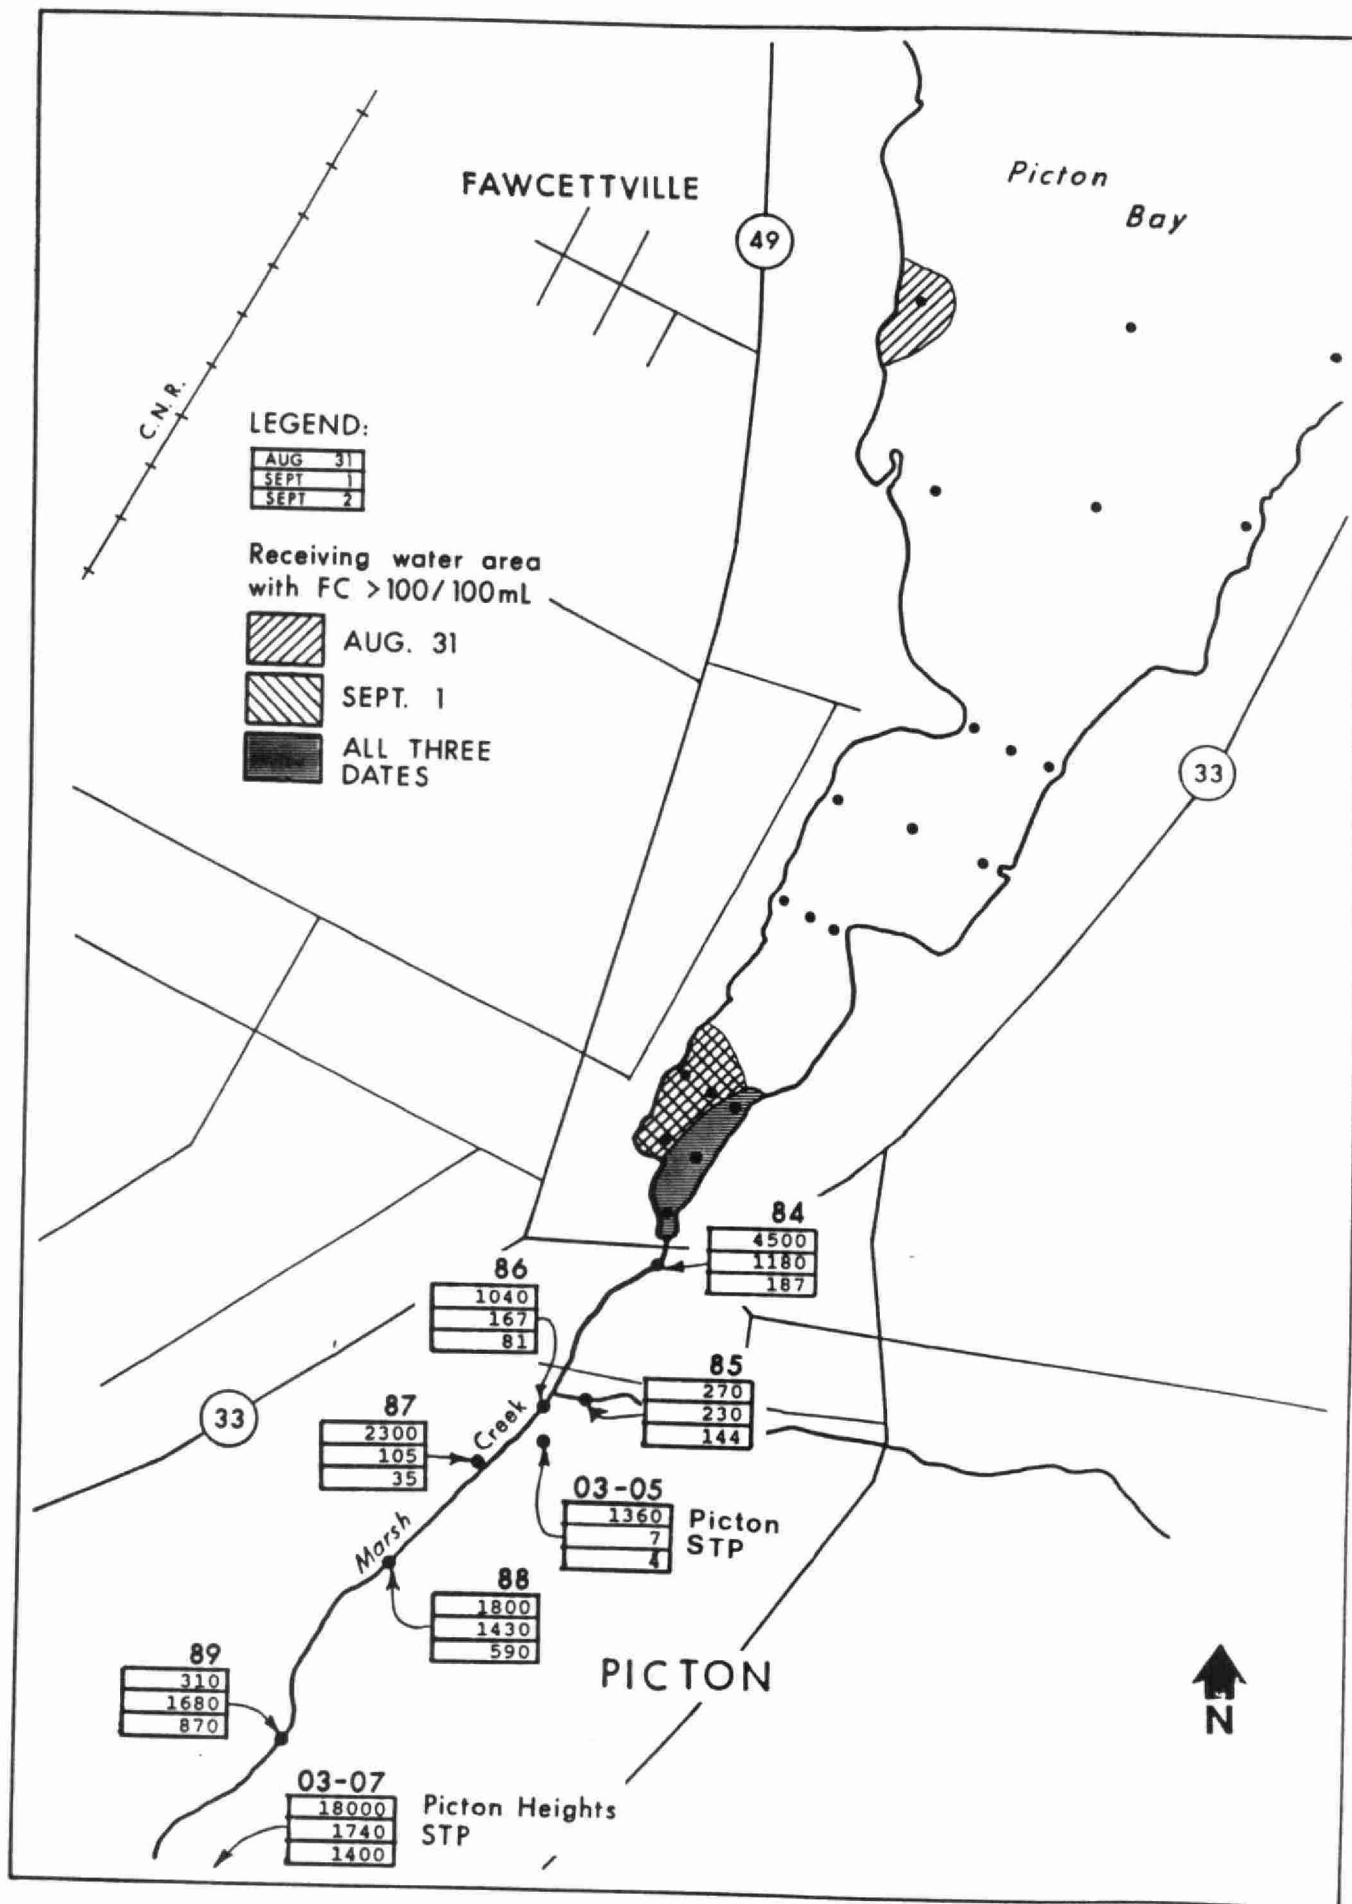 Picton
Bay
FAWCETTVILLE
49
C.N.R.
LEGEND:
AUG 31
SEPT 1
SEPT 2
Receiving water area
with FC >100/100mL
AUG. 31
SEPT. 1
ALL THREE
DATES
33
84
4500
1180
187
86
1040
167
81
85
270
230
144
33
87
2300
105
35
Marsh Creek
03-05
1360
7
4
Picton
STP
88
1800
1430
590
89
310
1680
870
PICTON
N
03-07
18000
1740
1400
Picton Heights
STP